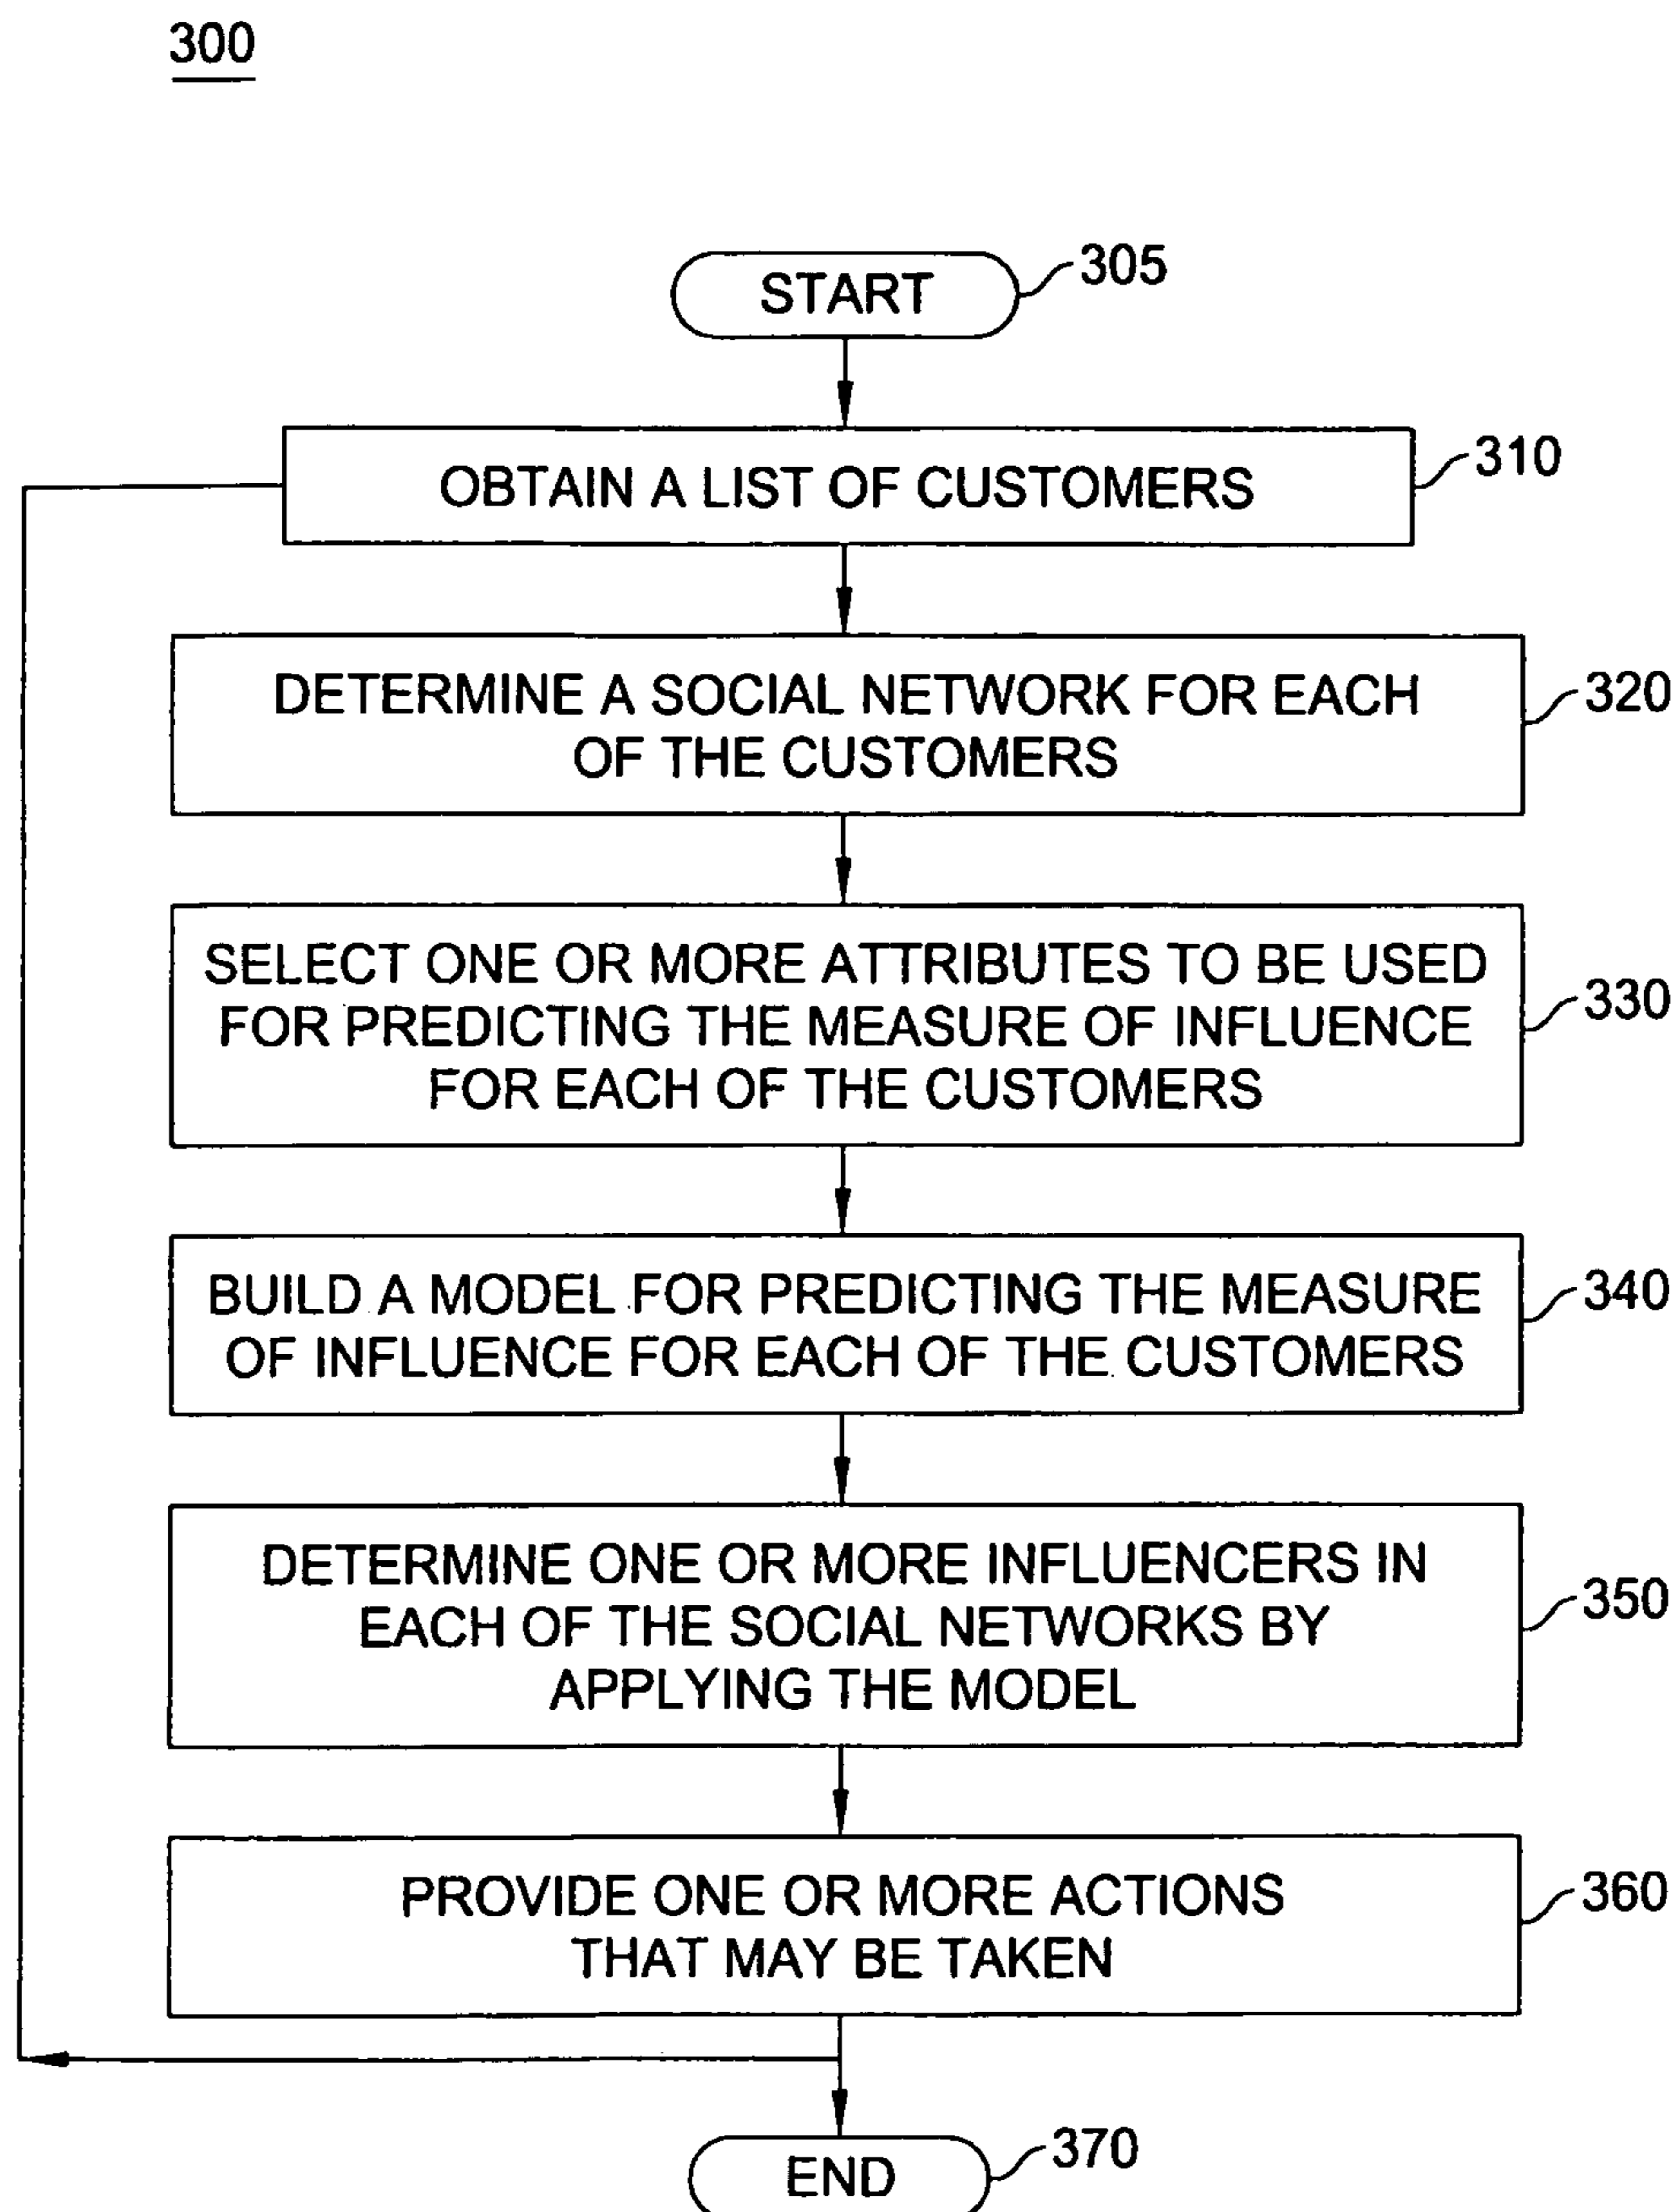 300
START
305
OBTAIN A LIST OF CUSTOMERS
310
DETERMINE A SOCIAL NETWORK FOR EACH
OF THE CUSTOMERS
320
SELECT ONE OR MORE ATTRIBUTES TO BE USED
FOR PREDICTING THE MEASURE OF INFLUENCE
FOR EACH OF THE CUSTOMERS
330
BUILD A MODEL FOR PREDICTING THE MEASURE
OF INFLUENCE FOR EACH OF THE CUSTOMERS
340
DETERMINE ONE OR MORE INFLUENCERS IN
EACH OF THE SOCIAL NETWORKS BY
APPLYING THE MODEL
350
PROVIDE ONE OR MORE ACTIONS
THAT MAY BE TAKEN
360
END
370